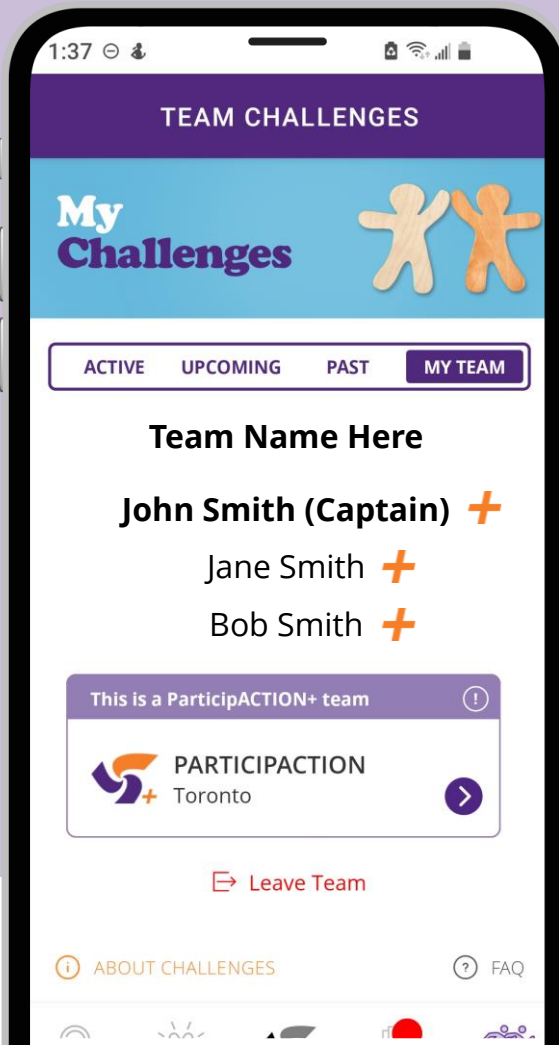 1:37
TEAM CHALLENGES
My
Challenges
ACTIVE UPCOMING PAST MY TEAM
Team Name Here
John Smith (Captain) +
Jane Smith +
Bob Smith +
This is a ParticipACTION+ team
PARTICIPACTION
Toronto
Leave Team
ABOUT CHALLENGES
FAQ